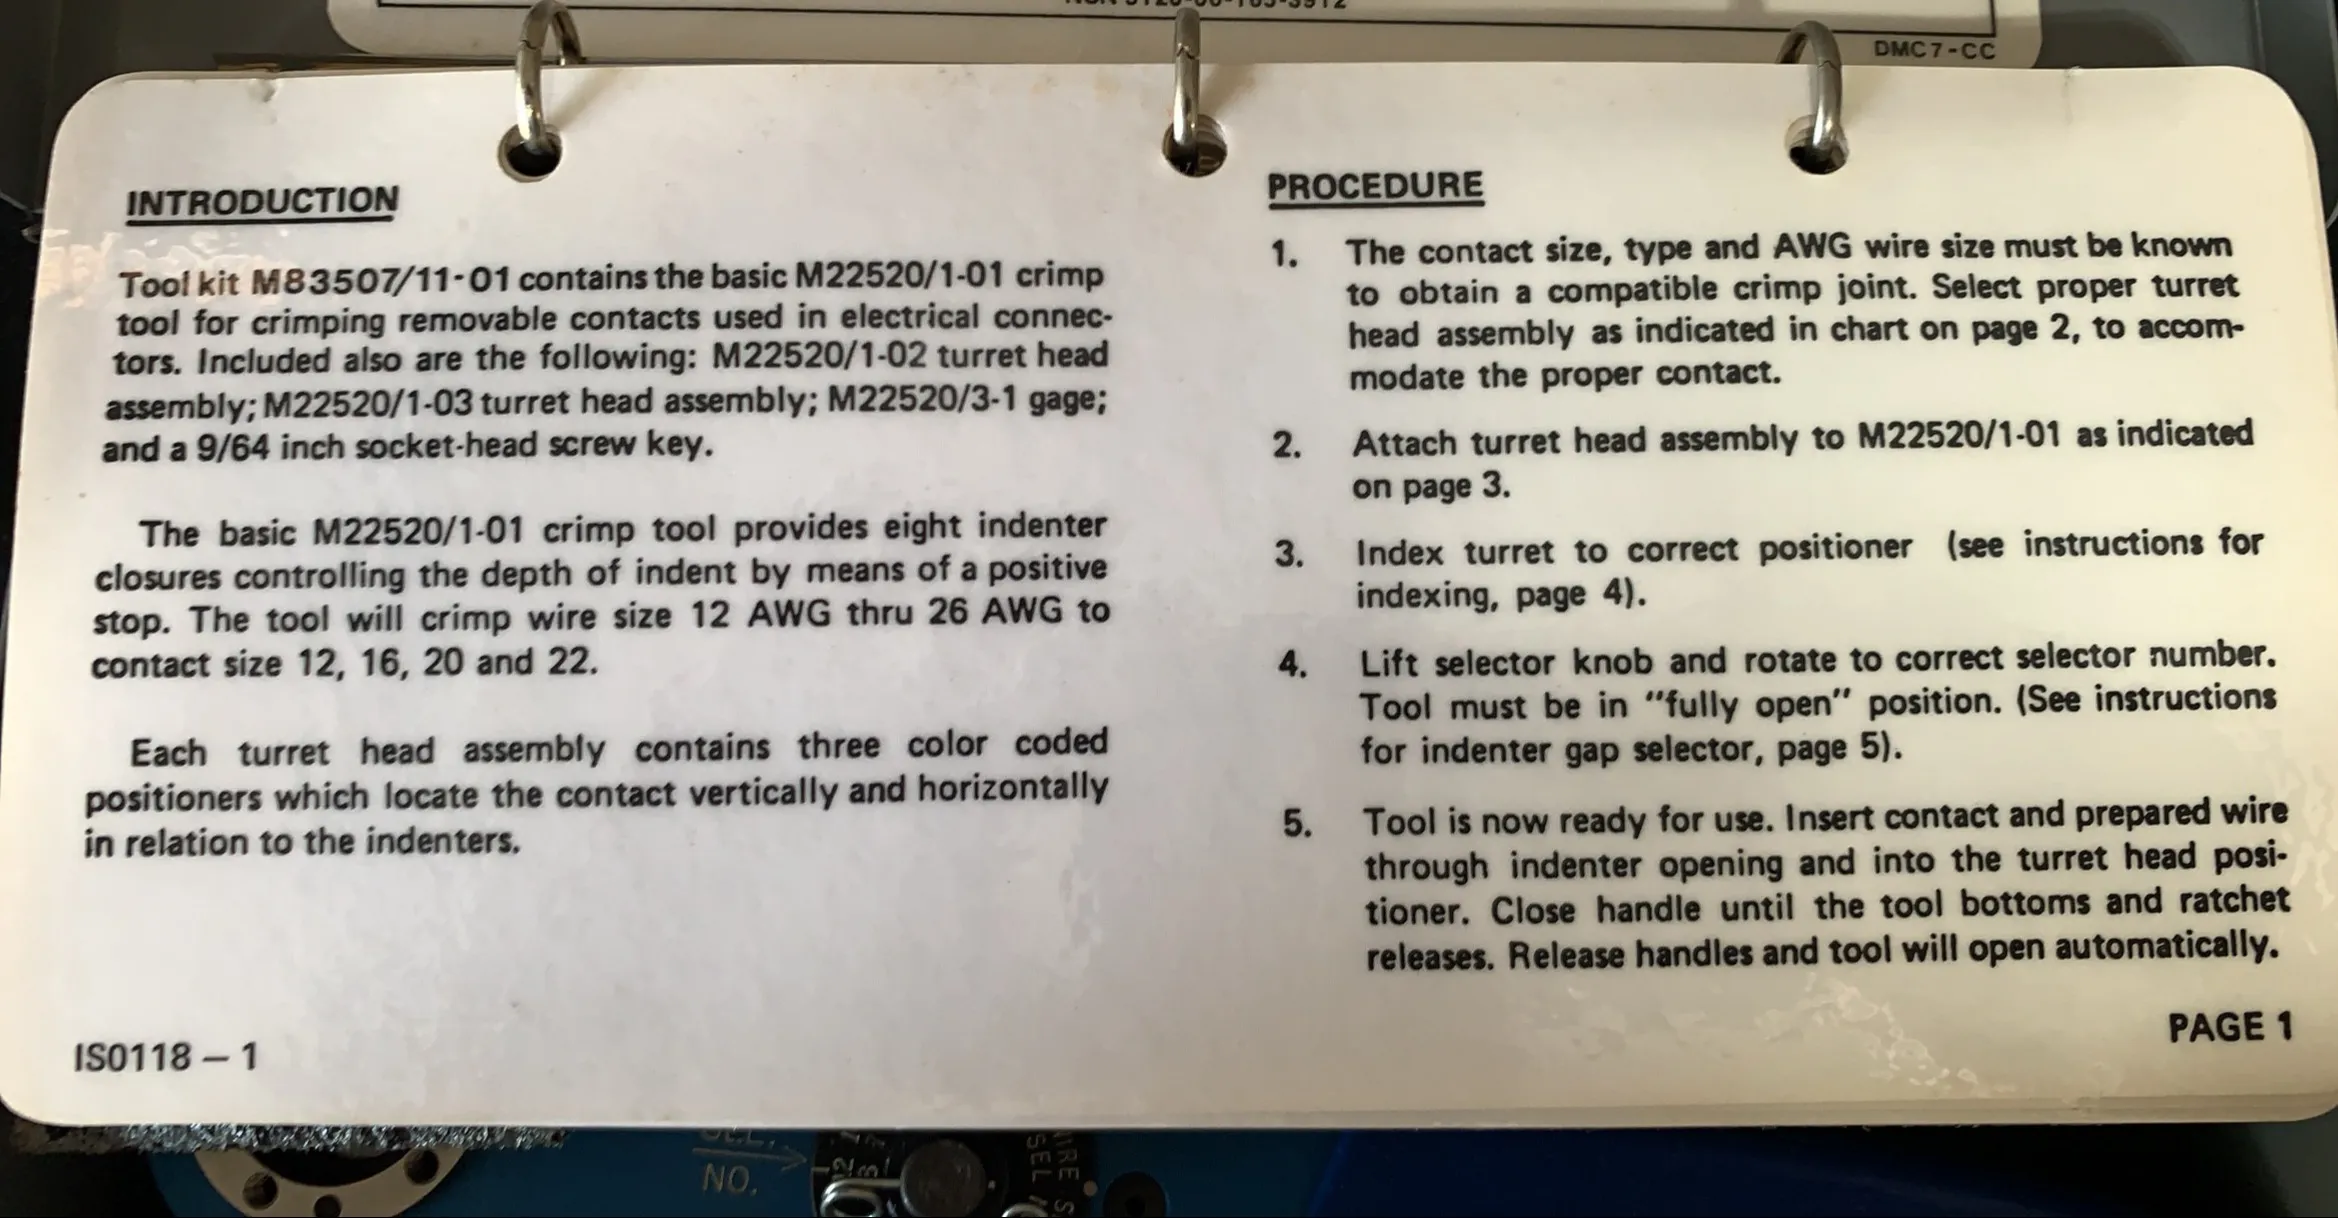 DMC7-CC
INTRODUCTION
Tool kit M83507/11-01 contains the basic M22520/1-01 crimp
tool for crimping removable contacts used in electrical connec-
tors. Included also are the following: M22520/1-02 turret head
assembly; M22520/1-03 turret head assembly; M22520/3-1 gage;
and a 9/64 inch socket-head screw key.
The basic M22520/1-01 crimp tool provides eight indenter
closures controlling the depth of indent by means of a positive
stop. The tool will crimp wire size 12 AWG thru 26 AWG to
contact size 12, 16, 20 and 22.
Each turret head assembly contains three color coded
positioners which locate the contact vertically and horizontally
in relation to the indenters.
IS0118 — 1
PROCEDURE
1. The contact size, type and AWG wire size must be known
to obtain a compatible crimp joint. Select proper turret
head assembly as indicated in chart on page 2, to accom-
modate the proper contact.
2. Attach turret head assembly to M22520/1-01 as indicated
on page 3.
3. Index turret to correct positioner (see instructions for
indexing, page 4).
4. Lift selector knob and rotate to correct selector number.
Tool must be in "fully open" position. (See instructions
for indenter gap selector, page 5).
5. Tool is now ready for use. Insert contact and prepared wire
through indenter opening and into the turret head posi-
tioner. Close handle until the tool bottoms and ratchet
releases. Release handles and tool will open automatically.
PAGE 1
NO.
WIRE
SEL